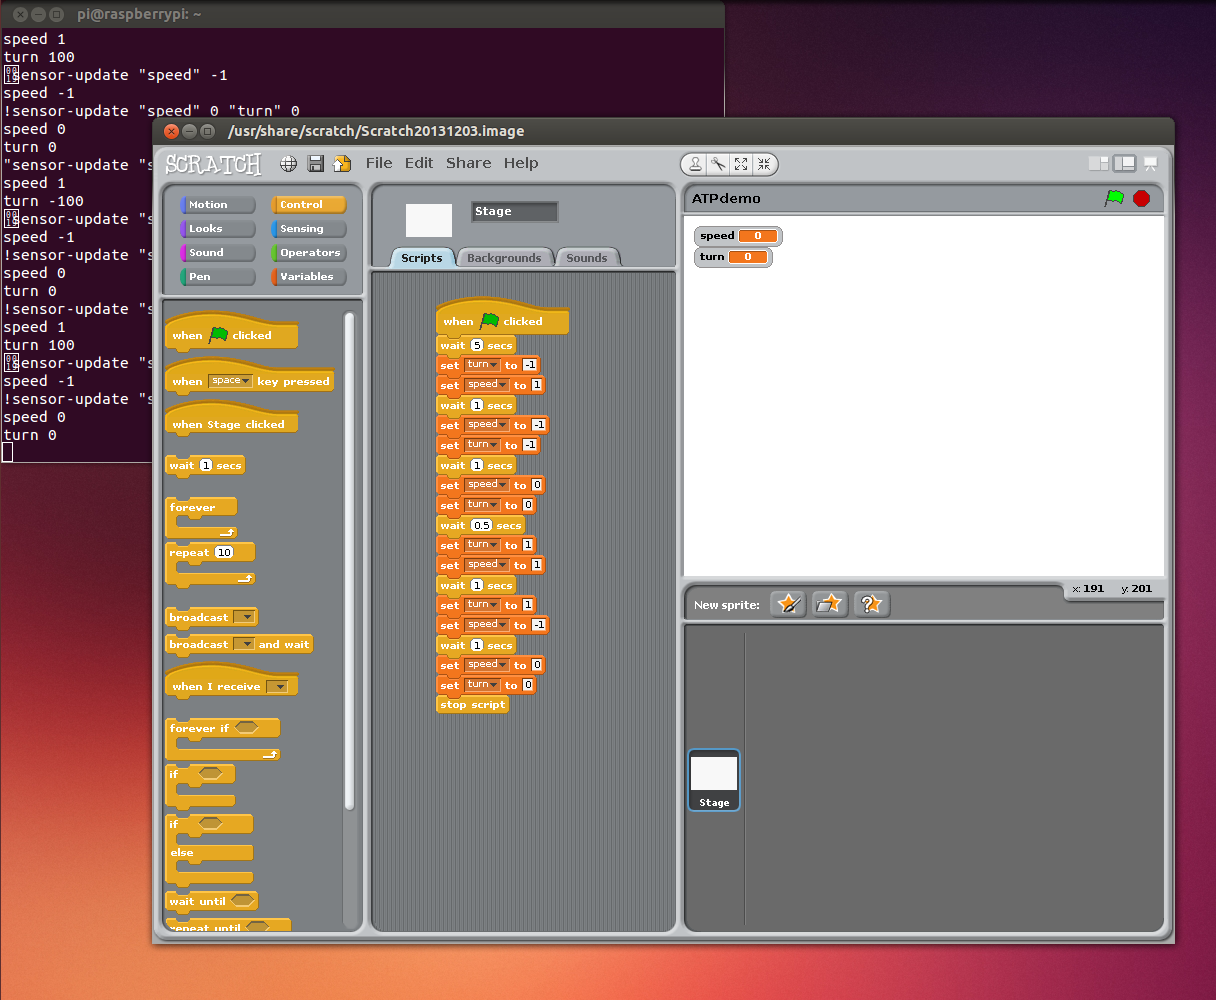 pi@raspberrypi: ~
speed 1
turn 100
sensor-update "speed" -1
speed -1
!sensor-update "speed" 0 "turn" 0
speed 0
turn 0
"sensor-update "s
speed 1
turn -100
sensor-update "s
speed -1
!sensor-update "s
speed 0
turn 0
!sensor-update "s
speed 1
turn 100
sensor-update "s
speed -1
!sensor-update "s
speed 0
turn 0
/usr/share/scratch/Scratch20131203.image
SCRATCH File Edit Share Help
Motion Control
Looks Sensing
Sound Operators
Pen Variables
when clicked
when space key pressed
when Stage clicked
wait 1 secs
forever
repeat 10
broadcast
broadcast and wait
when I receive
forever if
if
if
else
wait until
repeat until
Stage
Scripts Backgrounds Sounds
when clicked
wait 5 secs
set turn to -1
set speed to 1
wait 1 secs
set speed to -1
set turn to -1
wait 1 secs
set speed to 0
set turn to 0
wait 0.5 secs
set turn to 1
set speed to 1
wait 1 secs
set turn to 1
set speed to -1
wait 1 secs
set speed to 0
set turn to 0
stop script
ATPdemo
speed 0
turn 0
x: 191 y: 201
New sprite:
Stage